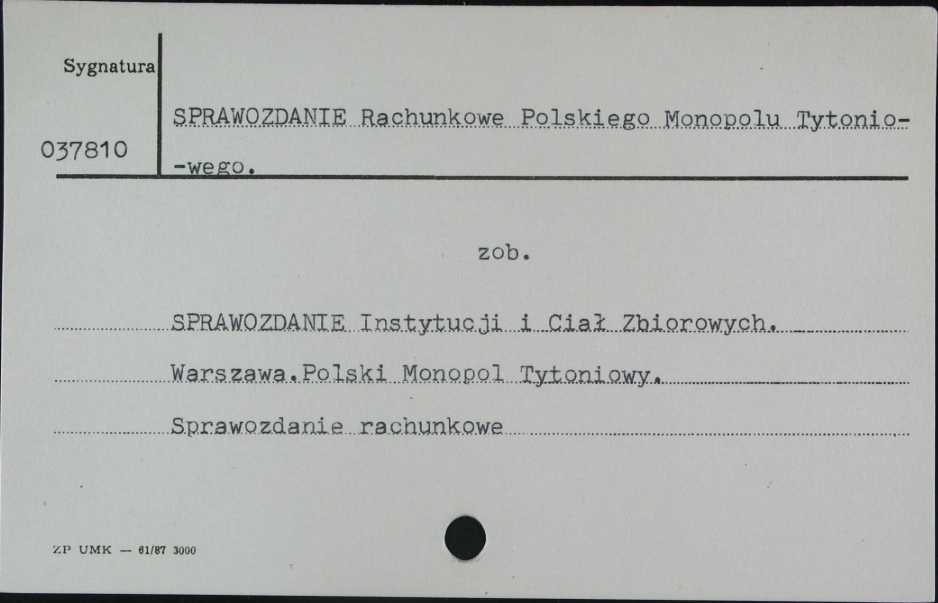 Sygnatura
SPRAWOZDANIE Rachunkowe Polskiego Monopolu Tytonio-
037810
-wego.
zob.
SPRAWOZDANIE Instytucji i Ciał Zbiorowych.
Warszawa.Polski Monopol Tytoniowy.
Sprawozdanie rachunkowe
ZP UMK — 61/87 3000